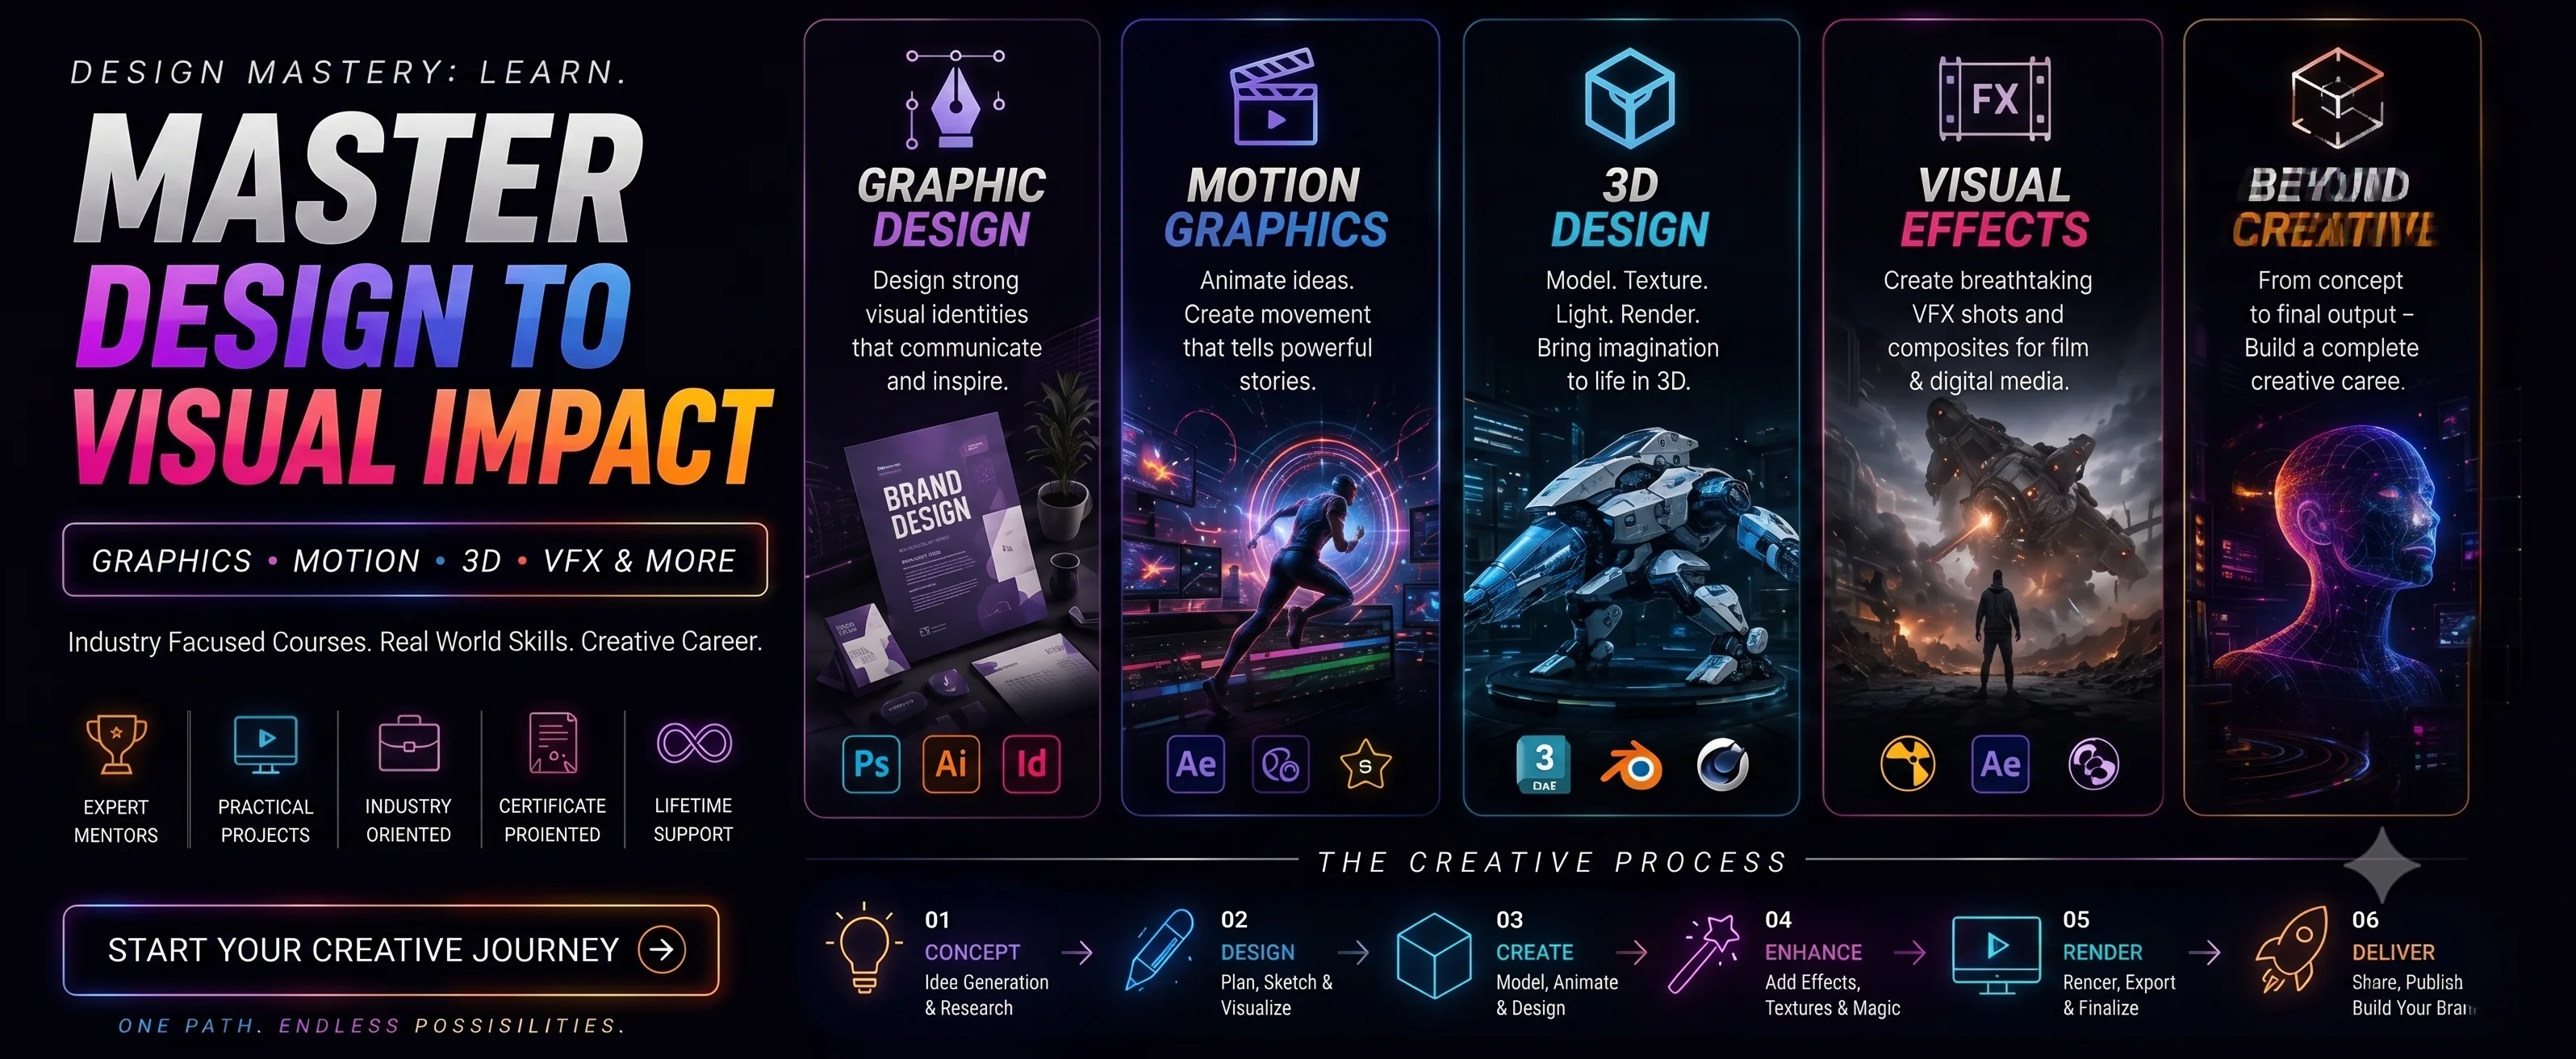 DESIGN MASTERY: LEARN.
MASTER
DESIGN TO
VISUAL IMPACT
GRAPHICS • MOTION • 3D • VFX & MORE
Industry Facused Courses. Real World Skills. Creative Career.
EXPERT
MENTORS
PRACTICAL
PROJECTS
INDUSTRY
ORIENTED
CERTIFICATE
PROIENTED
LIFETIME
SUPPORT
START YOUR CREATIVE JOURNEY
ONE PATH. ENDLESS POSSISILITIES.
GRAPHIC
DESIGN
Design strong
visual identities
that communicate
and inspire.
BRAND
DESIGN
Ps
Ai
Id
MOTION
GRAPHICS
Animate ideas.
Create movement
that tells powerful
stories.
Ae
S
3D
DESIGN
Model. Texture.
Light. Render.
Bring imagination
to life in 3D.
3
DAE
FX
VISUAL
EFFECTS
Create breathtaking
VFX shots and
composites for film
& digital media.
Ae
CREATIVE
From concept
to final output –
Build a complete
creative caree.
THE CREATIVE PROCESS
01
CONCEPT
Idee Generation
& Research
02
DESIGN
Plan, Sketch &
Visualize
03
CREATE
Model, Animate
& Design
04
ENHANCE
Add Effects,
Textures & Magic
05
RENDER
Rencer, Export
& Finalize
06
DELIVER
Share, Publish
Build Your